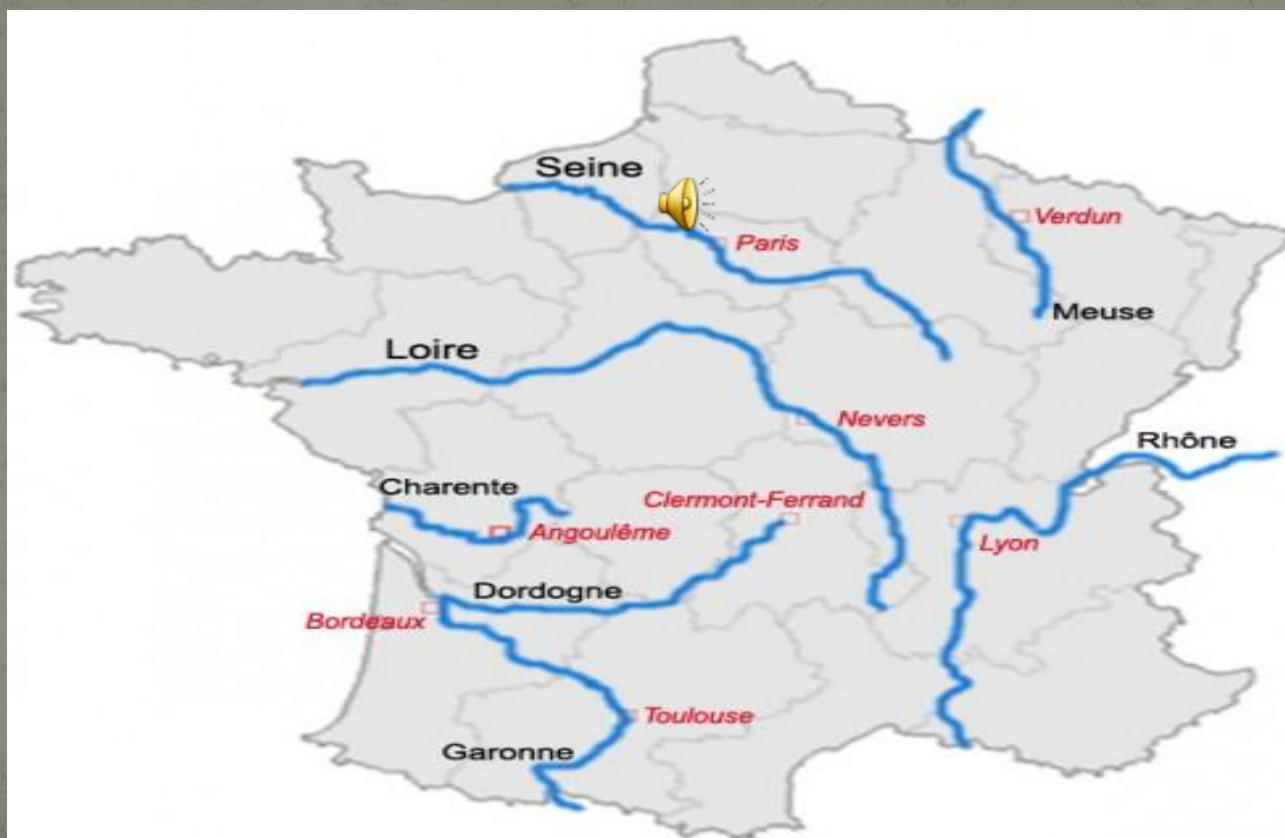 Seine
Verdun
Paris
Meuse
Loire
Nevers
Rhône
Charente
Clermont-Ferrand
Angoulême
Lyon
Dordogne
Bordeaux
Toulouse
Garonne